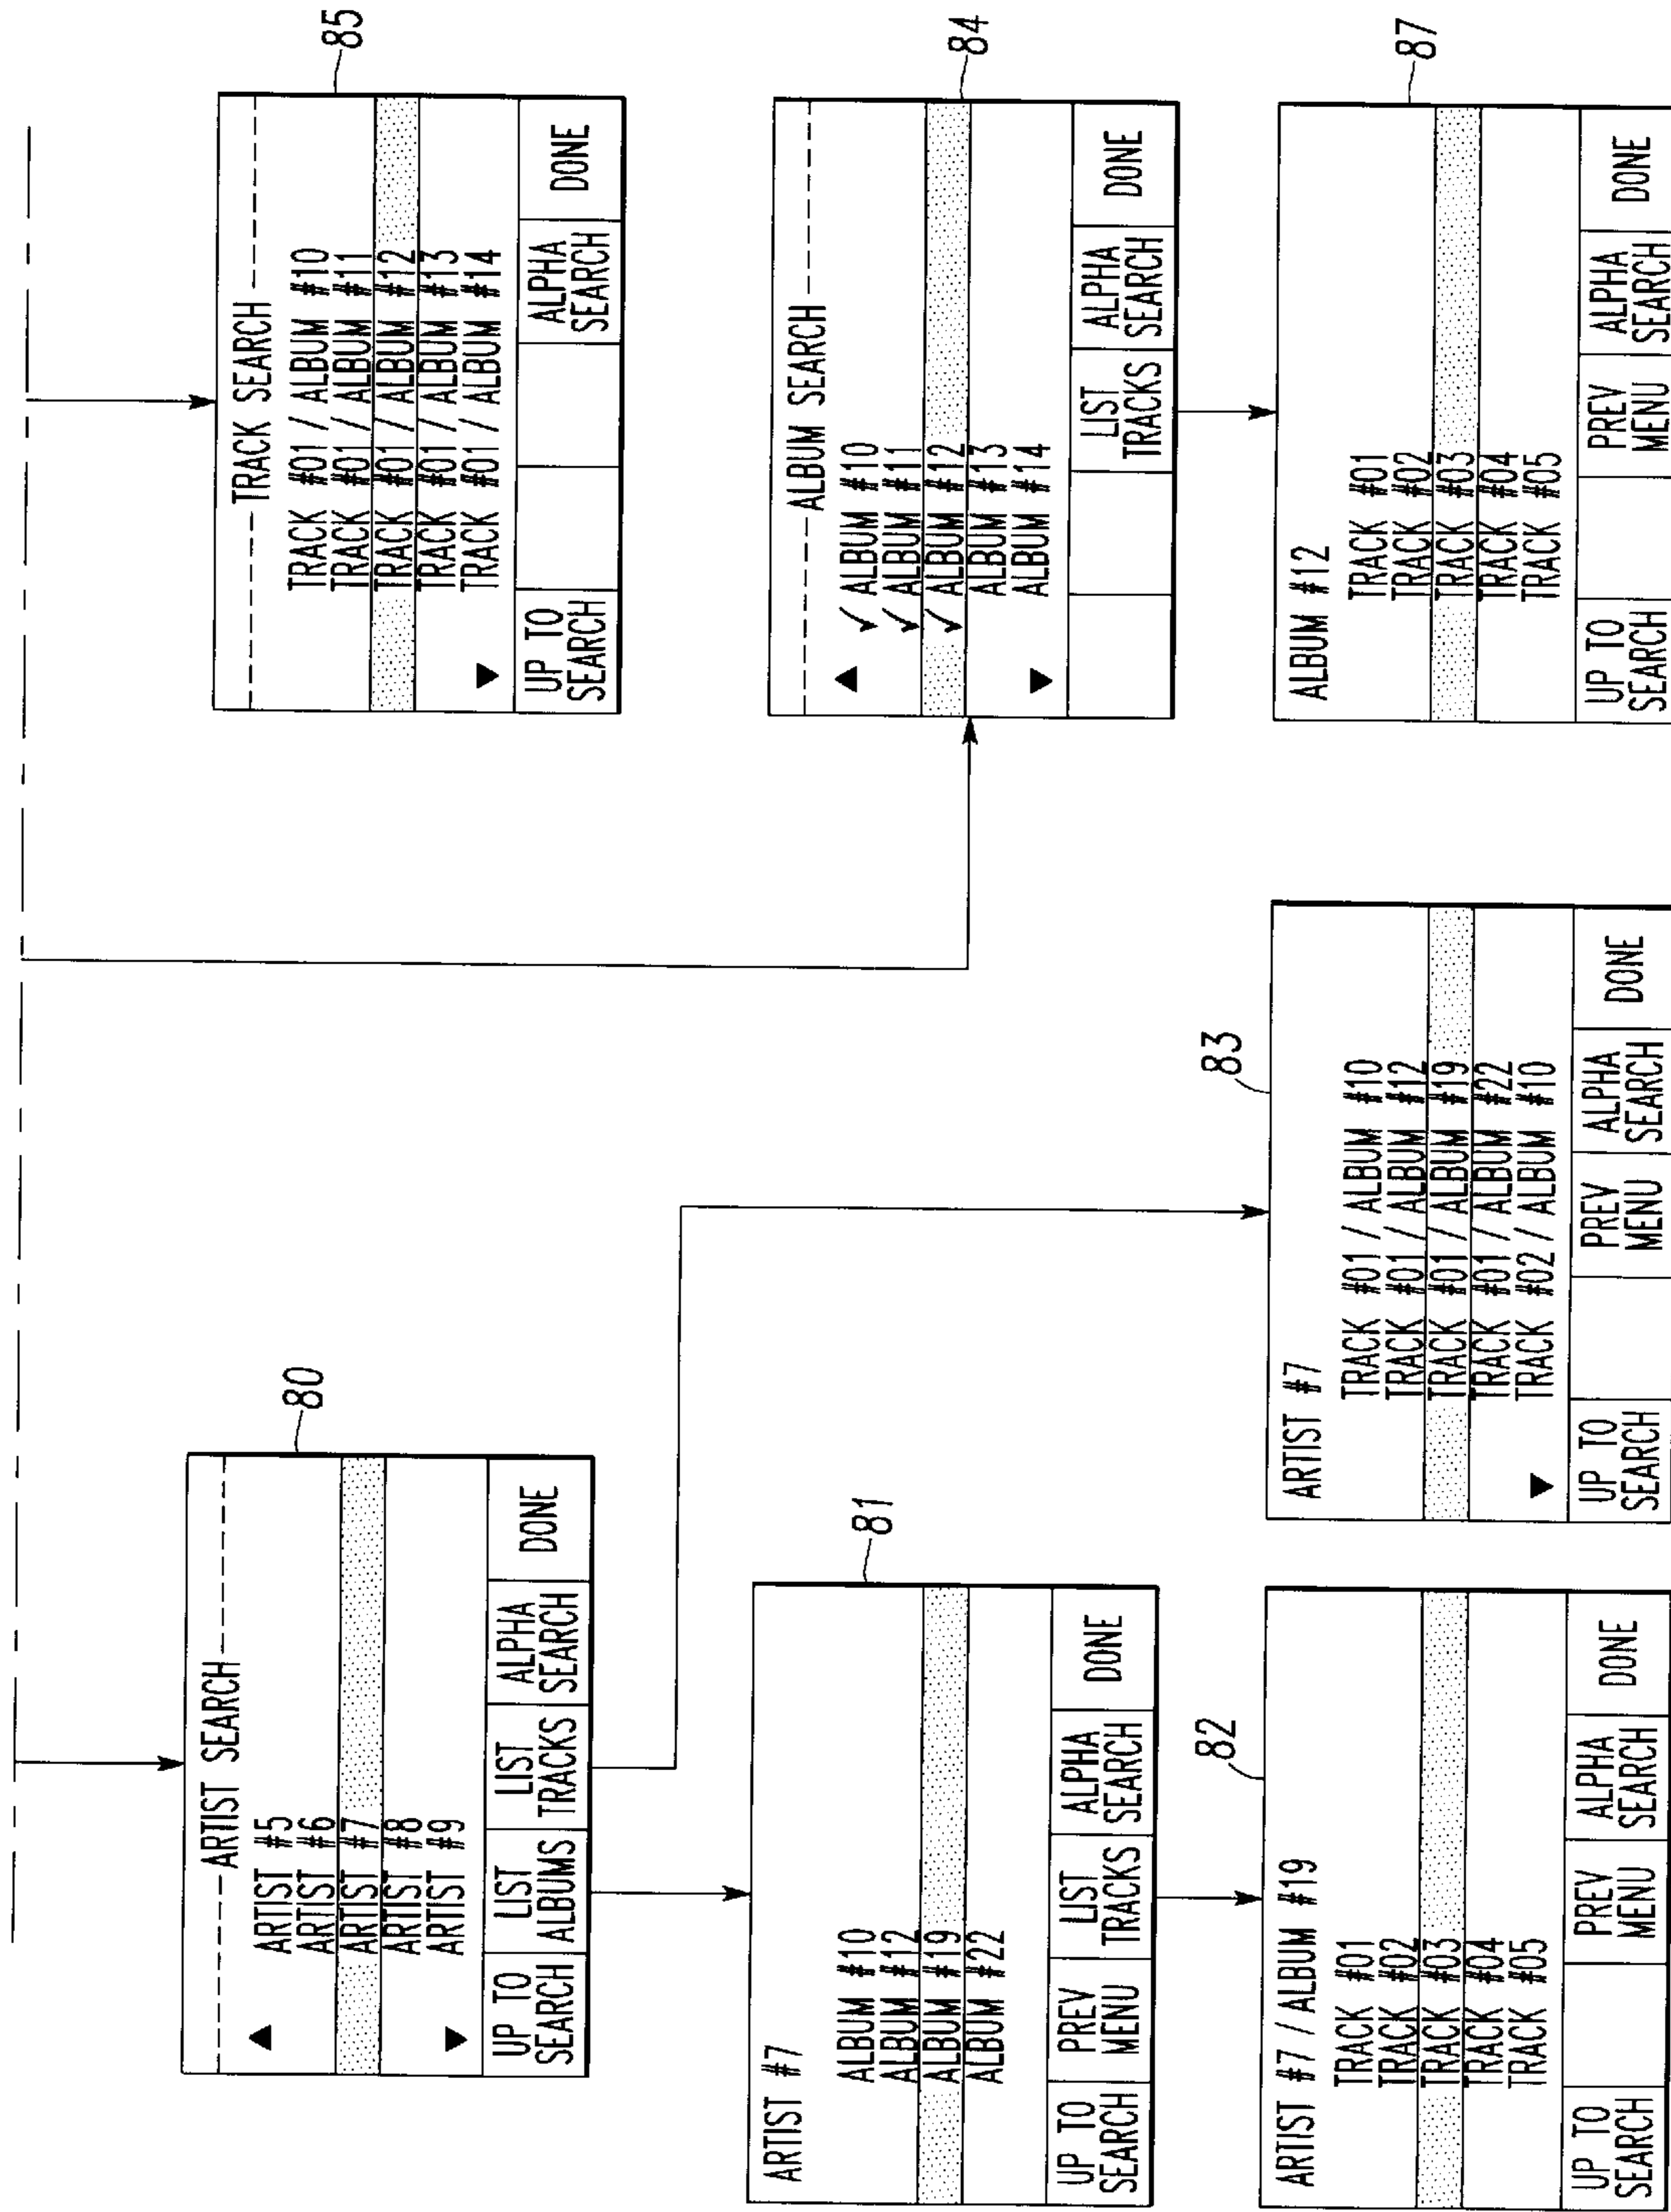 ARTIST SEARCH
ARTIST #5
ARTIST #6
ARTIST #7
ARTIST #8
ARTIST #9
UP TO SEARCH
LIST ALBUMS
LIST TRACKS
ALPHA SEARCH
DONE
80
ARTIST #7
ALBUM #10
ALBUM #12
ALBUM #19
ALBUM #22
UP TO SEARCH
PREV MENU
LIST TRACKS
ALPHA SEARCH
DONE
81
ARTIST #7 / ALBUM #19
TRACK #01
TRACK #02
TRACK #03
TRACK #04
TRACK #05
UP TO SEARCH
PREV MENU
ALPHA SEARCH
DONE
82
ARTIST #7
TRACK #01 / ALBUM #10
TRACK #01 / ALBUM #12
TRACK #01 / ALBUM #19
TRACK #01 / ALBUM #22
TRACK #02 / ALBUM #10
UP TO SEARCH
PREV MENU
ALPHA SEARCH
DONE
83
TRACK SEARCH
TRACK #01 / ALBUM #10
TRACK #01 / ALBUM #11
TRACK #01 / ALBUM #12
TRACK #01 / ALBUM #13
TRACK #01 / ALBUM #14
UP TO SEARCH
ALPHA SEARCH
DONE
85
ALBUM SEARCH
✓ ALBUM #10
✓ ALBUM #11
✓ ALBUM #12
ALBUM #13
ALBUM #14
LIST TRACKS
ALPHA SEARCH
DONE
84
ALBUM #12
TRACK #01
TRACK #02
TRACK #03
TRACK #04
TRACK #05
UP TO SEARCH
PREV MENU
ALPHA SEARCH
DONE
87